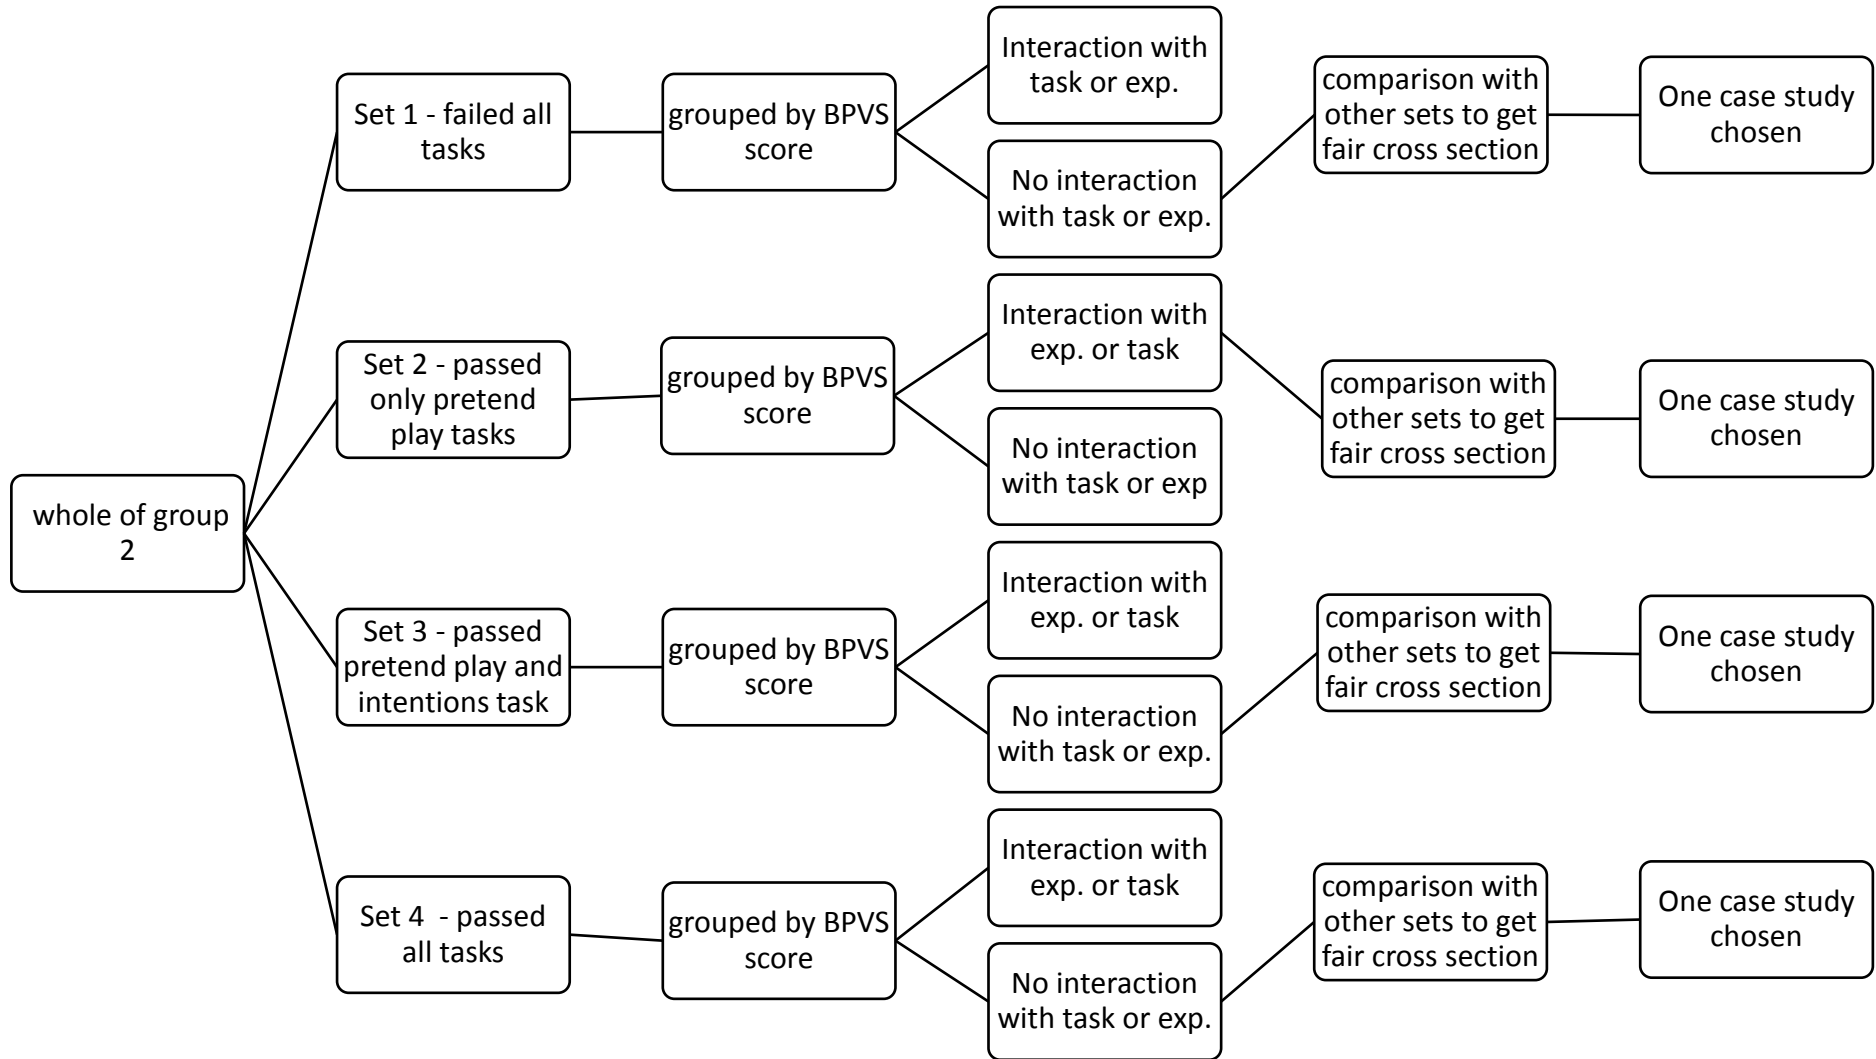 whole of group
2
Set 1 - failed all
tasks
grouped by BPVS
score
Interaction with
task or exp.
No interaction
with task or exp.
comparison with
other sets to get
fair cross section
One case study
chosen
Set 2 - passed
only pretend
play tasks
grouped by BPVS
score
Interaction with
exp. or task
No interaction
with task or exp
comparison with
other sets to get
fair cross section
One case study
chosen
Set 3 - passed
pretend play and
intentions task
grouped by BPVS
score
Interaction with
exp. or task
No interaction
with task or exp.
comparison with
other sets to get
fair cross section
One case study
chosen
Set 4 - passed
all tasks
grouped by BPVS
score
Interaction with
exp. or task
No interaction
with task or exp.
comparison with
other sets to get
fair cross section
One case study
chosen